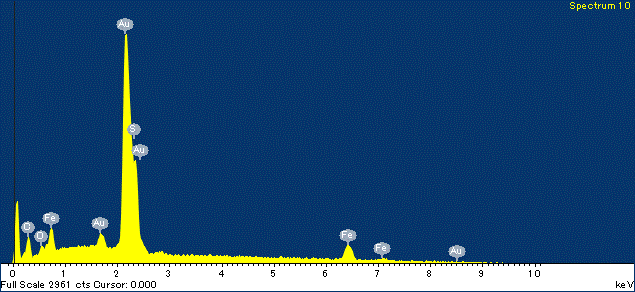 Spectrum 10
Au
S
Au
Fe
Au
O
Fe
Fe
Au
0 1 2 3 4 5 6 7 8 9 10
Full Scale 2961 cts Cursor: 0.000 keV